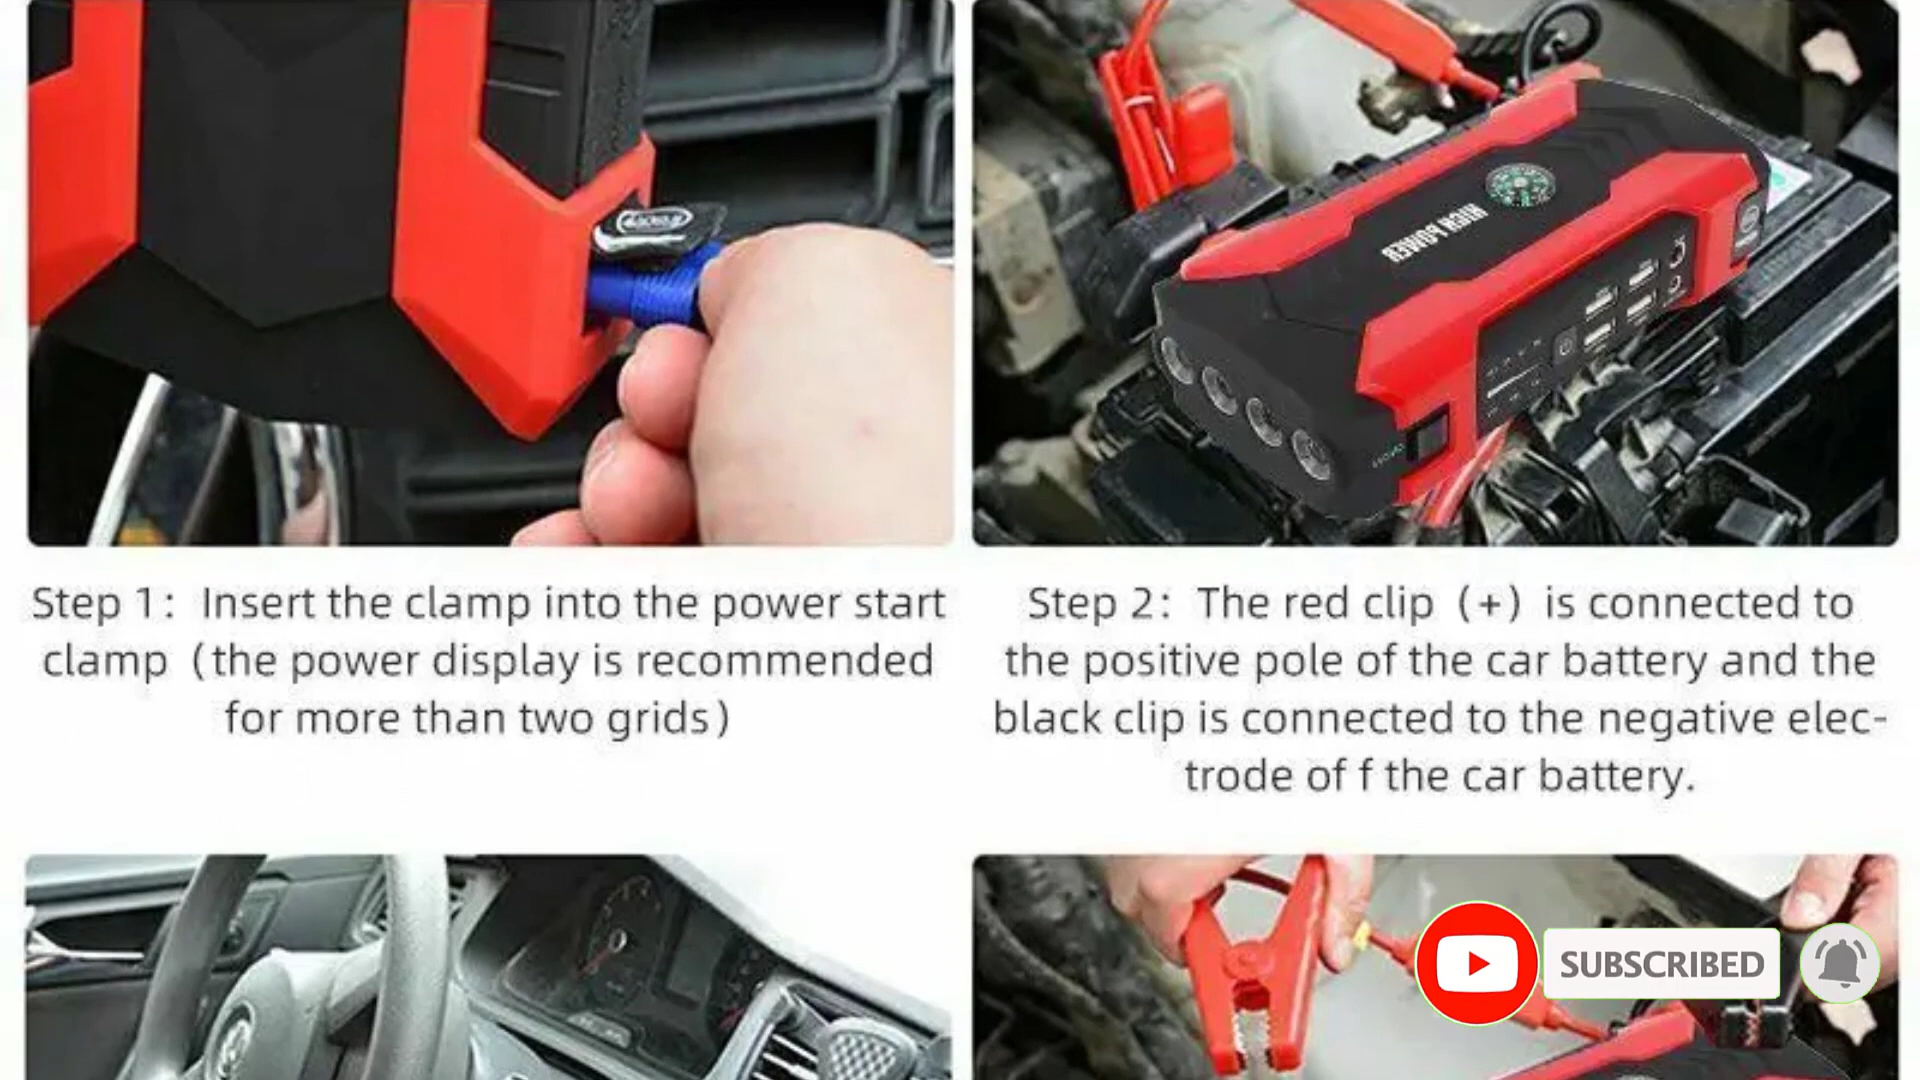 HIGH POWER
Step 1: Insert the clamp into the power start
clamp (the power display is recommended
for more than two grids)
Step 2: The red clip (+) is connected to
the positive pole of the car battery and the
black clip is connected to the negative elec-
trode of f the car battery.
SUBSCRIBED